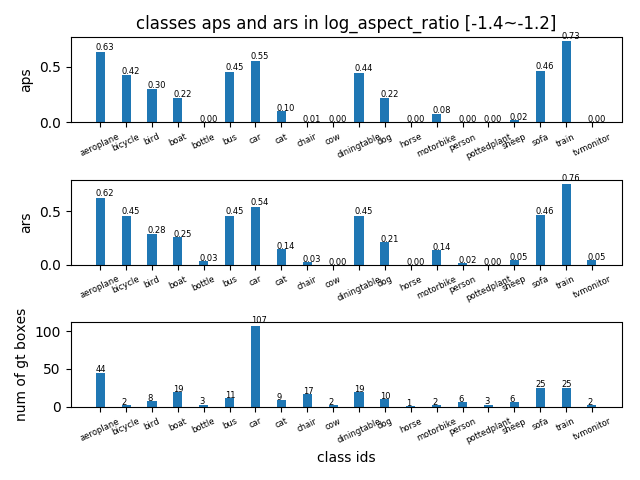 classes aps and ars in log_aspect_ratio [-1.4~-1.2]
aps
0.5
0.0
0.63 0.42 0.30 0.22 0.00 0.45 0.55 0.10 0.01 0.00 0.44 0.22 0.00 0.08 0.00 0.00 0.02 0.46 0.73 0.00
aeroplane bicycle bird boat bottle bus car cat chair cow diningtable dog horse motorbike person pottedplant sheep sofa train tvmonitor
ars
0.5
0.0
0.62 0.45 0.28 0.25 0.03 0.45 0.54 0.14 0.03 0.00 0.45 0.21 0.00 0.14 0.02 0.00 0.05 0.46 0.76 0.05
aeroplane bicycle bird boat bottle bus car cat chair cow diningtable dog horse motorbike person pottedplant sheep sofa train tvmonitor
num of gt boxes
100
50
0
44 2 8 19 3 11 107 9 17 2 19 10 1 2 6 3 6 25 25 2
aeroplane bicycle bird boat bottle bus car cat chair cow diningtable dog horse motorbike person pottedplant sheep sofa train tvmonitor
class ids